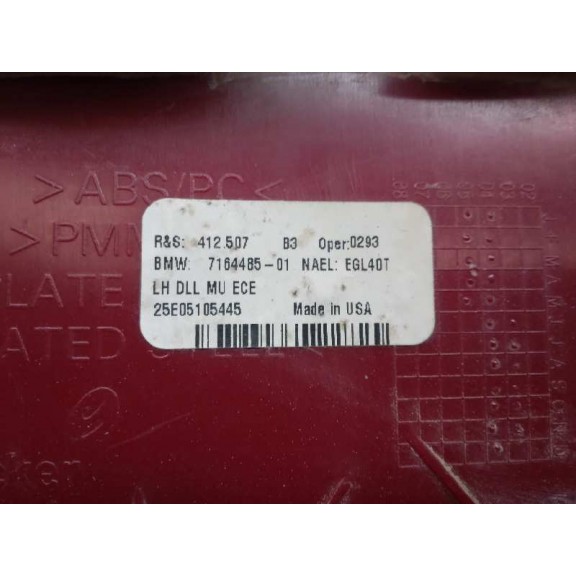 >ABS/PC<
>PMM
R&S: 412.507 B3 Oper:0293
BMW: 7164485-01 NAEL: EGL40T
LH DLL MU ECE
25E05105445 Made in USA
LATE
ATED